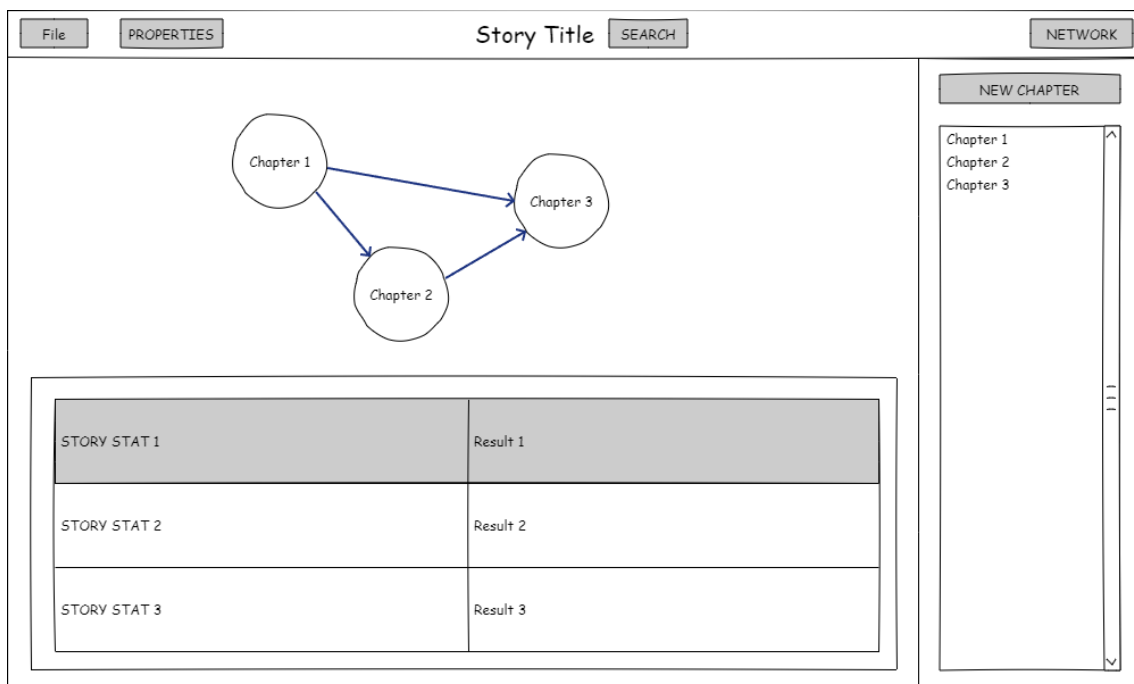 File
PROPERTIES
Story Title
SEARCH
NETWORK
Chapter 1
Chapter 3
Chapter 2
STORY STAT 1
Result 1
STORY STAT 2
Result 2
STORY STAT 3
Result 3
NEW CHAPTER
Chapter 1
Chapter 2
Chapter 3